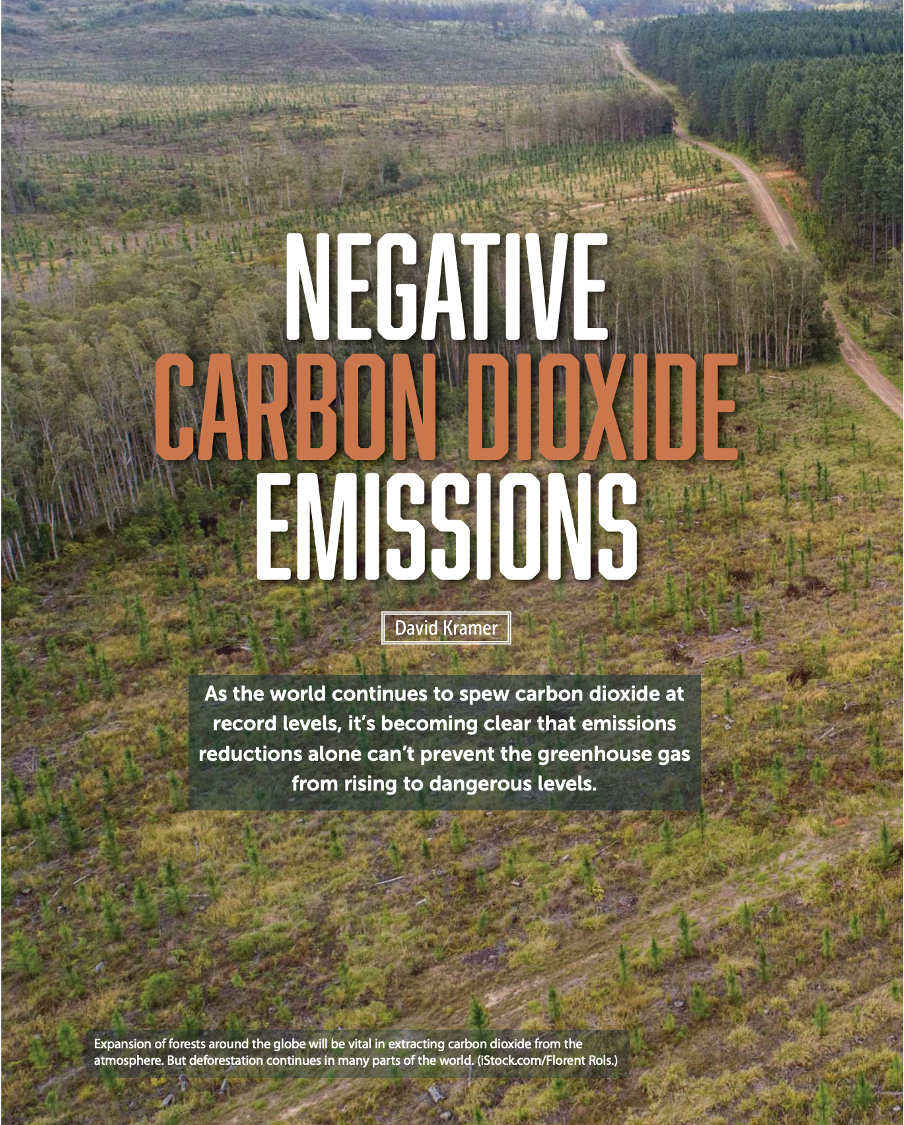 NEGATIVE
CARBON DIOXIDE
EMISSIONS
David Kramer
As the world continues to spew carbon dioxide at
record levels, it’s becoming clear that emissions
reductions alone can’t prevent the greenhouse gas
from rising to dangerous levels.
Expansion of forests around the globe will be vital in extracting carbon dioxide from the
atmosphere. But deforestation continues in many parts of the world. (iStock.com/Florent Rols.)